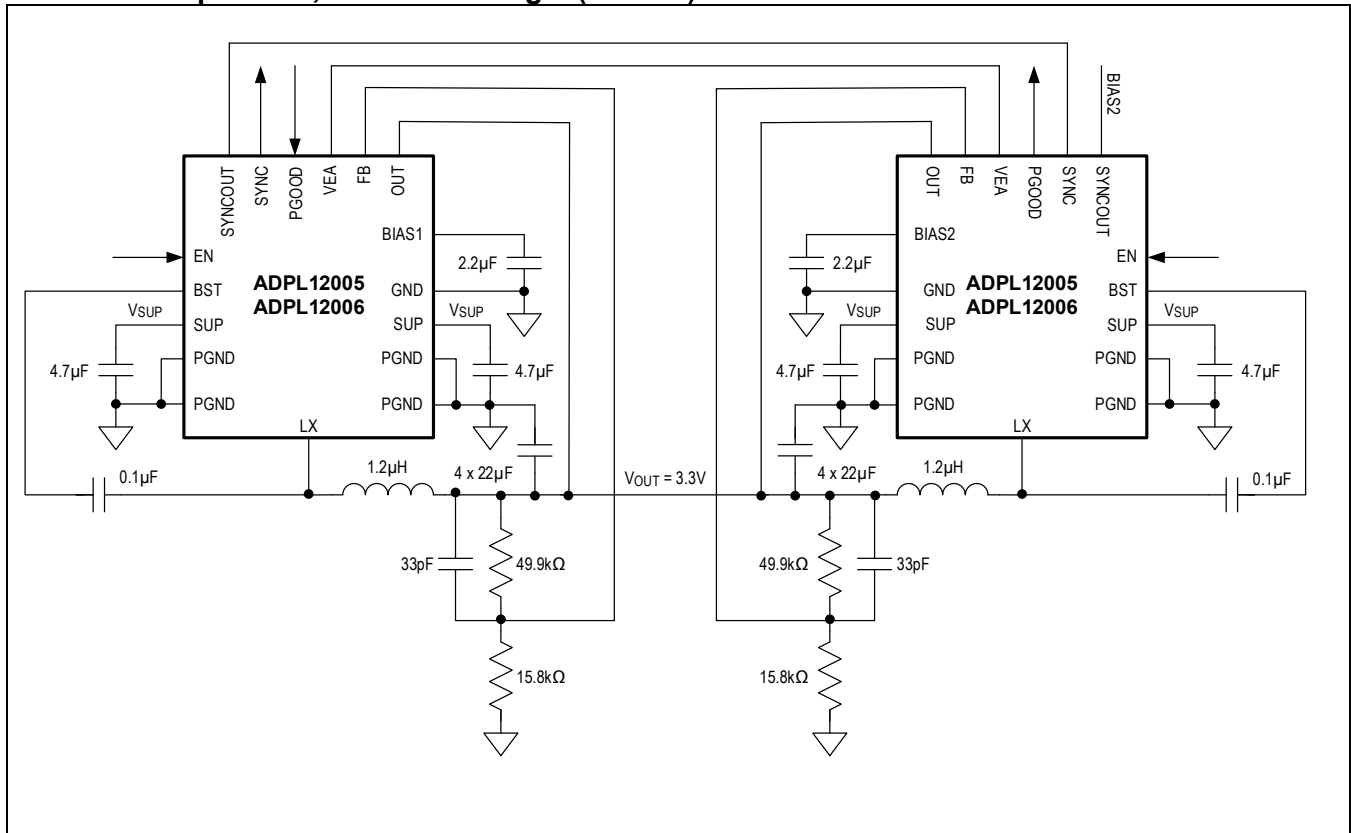 BIAS2
SYNCOUT
SYNC
PGOOD
VEA
FB
OUT
OUT
FB
VEA
PGOOD
SYNC
SYNCOUT
BIAS1
2.2µF
EN
BST
ADPL12005
ADPL12006
GND
VSUP
SUP
SUP
VSUP
4.7µF
PGND
4.7µF
PGND
PGND
PGND
LX
BIAS2
2.2µF
EN
GND
ADPL12005
ADPL12006
BST
VSUP
SUP
SUP
VSUP
4.7µF
PGND
PGND
4.7µF
PGND
PGND
LX
0.1µF
1.2µH
4 x 22µF
VOUT = 3.3V
4 x 22µF
1.2µH
0.1µF
33pF
49.9kΩ
49.9kΩ
33pF
15.8kΩ
15.8kΩ